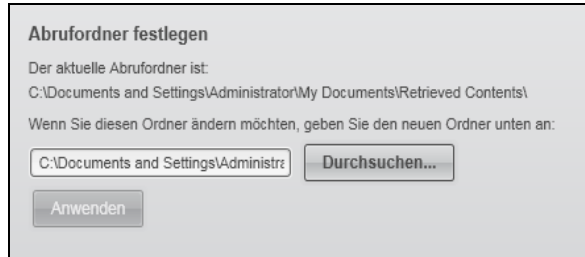 Abrufordner festlegen
Der aktuelle Abrufordner ist:
C:\Documents and Settings\Administrator\My Documents\Retrieved Contents\
Wenn Sie diesen Ordner ändern möchten, geben Sie den neuen Ordner unten an:
C:\Documents and Settings\Administra Durchsuchen...
Anwenden